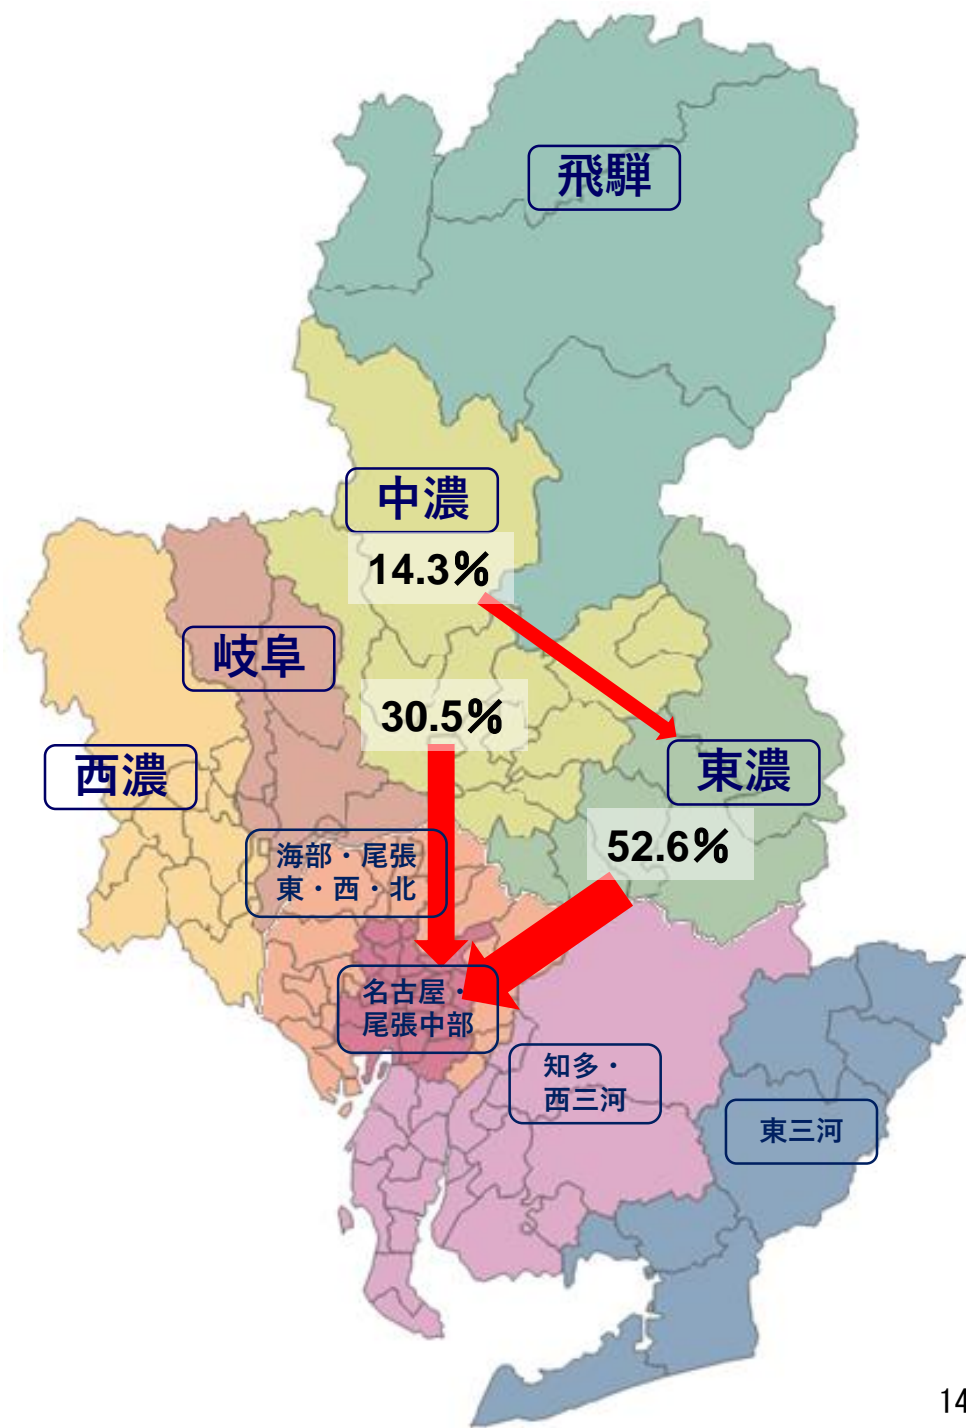 飛騨
中濃
14.3%
岐阜
30.5%
西濃
東濃
52.6%
海部・尾張
東・西・北
名古屋・
尾張中部
知多・
西三河
東三河
14